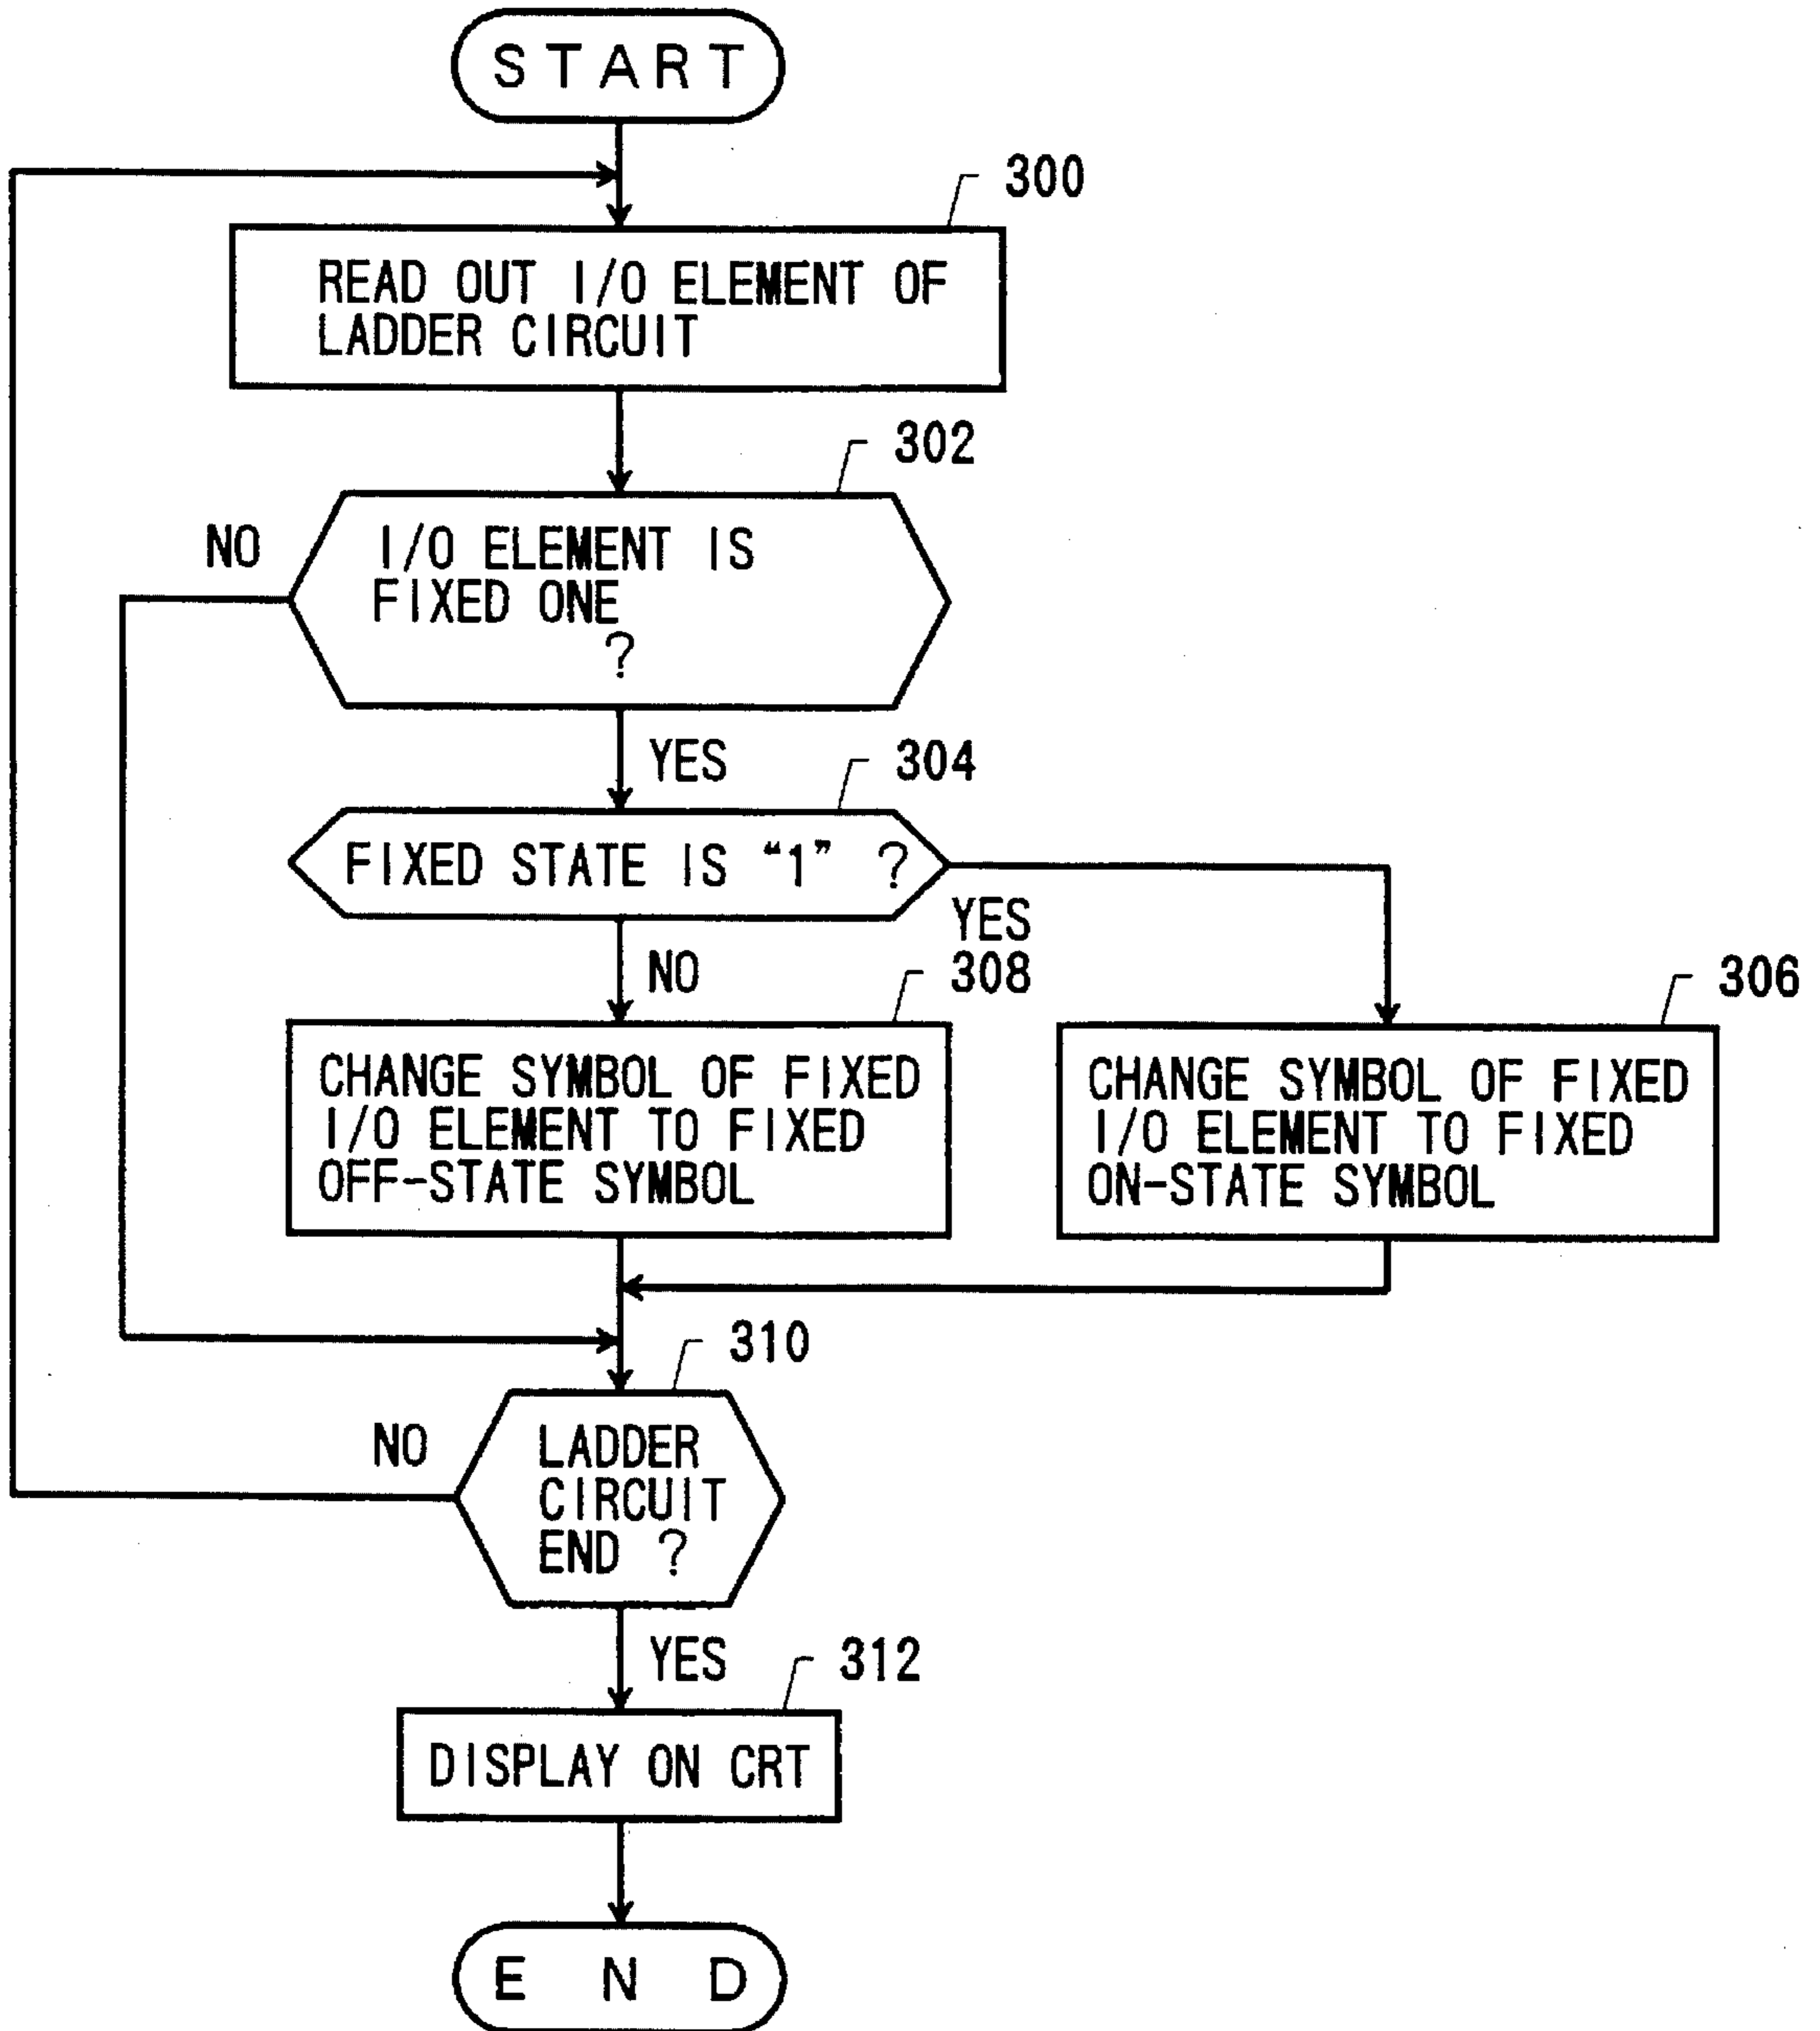 START
300
READ OUT I/O ELEMENT OF
LADDER CIRCUIT
302
NO
I/O ELEMENT IS
FIXED ONE
?
YES
304
FIXED STATE IS “1” ?
YES
NO
308
306
CHANGE SYMBOL OF FIXED
I/O ELEMENT TO FIXED
OFF-STATE SYMBOL
CHANGE SYMBOL OF FIXED
I/O ELEMENT TO FIXED
ON-STATE SYMBOL
310
NO
LADDER
CIRCUIT
END ?
YES
312
DISPLAY ON CRT
END